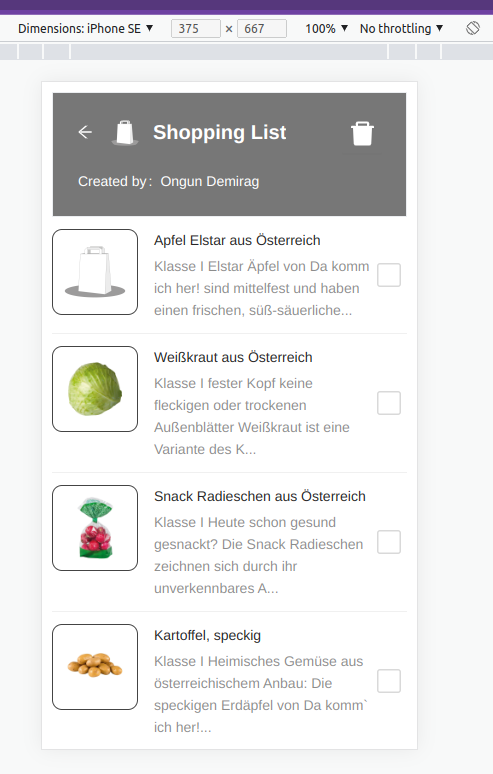 Dimensions: iPhone SE ▼ 375 × 667 100% ▼ No throttling ▼
Shopping List
Created by: Ongun Demirag
Apfel Elstar aus Österreich
Klasse I Elstar Äpfel von Da komm
ich her! sind mittelfest und haben
einen frischen, süß-säuerliche...
Weißkraut aus Österreich
Klasse I fester Kopf keine
fleckigen oder trockenen
Außenblätter Weißkraut ist eine
Variante des K...
Snack Radieschen aus Österreich
Klasse I Heute schon gesund
gesnackt? Die Snack Radieschen
zeichnen sich durch ihr
unverkennbares A...
Kartoffel, speckig
Klasse I Heimisches Gemüse aus
österreichischem Anbau: Die
speckigen Erdäpfel von Da komm`
ich her!...